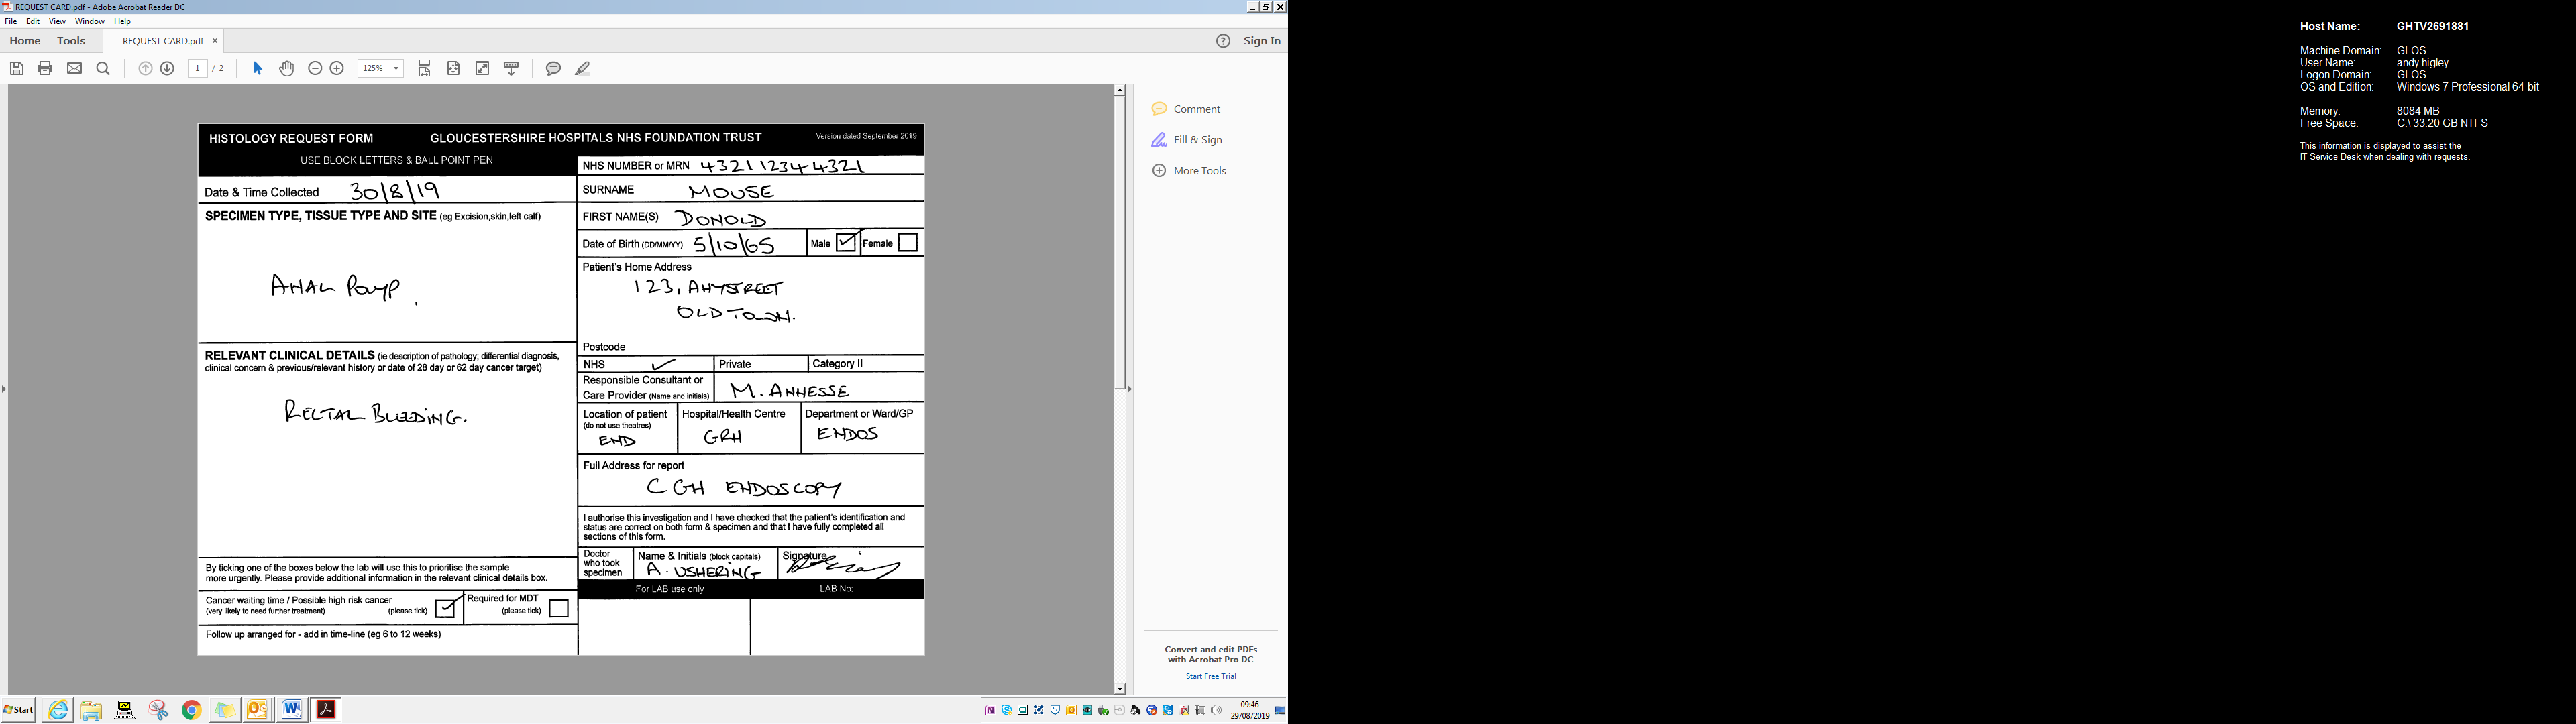 REQUEST CARD.pdf - Adobe Acrobat Reader DC
File Edit View Window Help
Home Tools REQUEST CARD.pdf × Sign In
1 / 2 125%
HISTOLOGY REQUEST FORM GLOUCESTERSHIRE HOSPITALS NHS FOUNDATION TRUST Version dated September 2019
USE BLOCK LETTERS & BALL POINT PEN
NHS NUMBER or MRN 432112344321
Date & Time Collected 30/8/19
SURNAME MOUSE
SPECIMEN TYPE, TISSUE TYPE AND SITE (eg Excision,skin,left calf)
FIRST NAME(S) DONOLD
Date of Birth (DD/MM/YY) 5/10/65 Male Female
ANAL POLYP.
Patient's Home Address
123, ANYSTREET
OLD TOWN.
Postcode
RELEVANT CLINICAL DETAILS (ie description of pathology; differential diagnosis,
clinical concern & previous/relevant history or date of 28 day or 62 day cancer target)
RECTAL BLEEDING.
NHS Private Category II
Responsible Consultant or
Care Provider (Name and initials) M. ANNESSE
Location of patient Hospital/Health Centre Department or Ward/GP
(do not use theatres)
END GRH ENDOS
Full Address for report
CGH ENDOSCOPY
I authorise this investigation and I have checked that the patient's identification and
status are correct on both form & specimen and that I have fully completed all
sections of this form.
Doctor
who took
specimen
Name & Initials (block capitals) Signature
A. USHERING
By ticking one of the boxes below the lab will use this to prioritise the sample
more urgently. Please provide additional information in the relevant clinical details box.
For LAB use only LAB No:
Cancer waiting time / Possible high risk cancer
(very likely to need further treatment) (please tick)
Required for MDT
(please tick)
Follow up arranged for - add in time-line (eg 6 to 12 weeks)
Comment
Fill & Sign
More Tools
Convert and edit PDFs
with Acrobat Pro DC
Start Free Trial
Start
09:46
29/08/2019
Host Name: GHTV2691881
Machine Domain: GLOS
User Name: andy.higley
Logon Domain: GLOS
OS and Edition: Windows 7 Professional 64-bit
Memory: 8084 MB
Free Space: C:\ 33.20 GB NTFS
This information is displayed to assist the
IT Service Desk when dealing with requests.